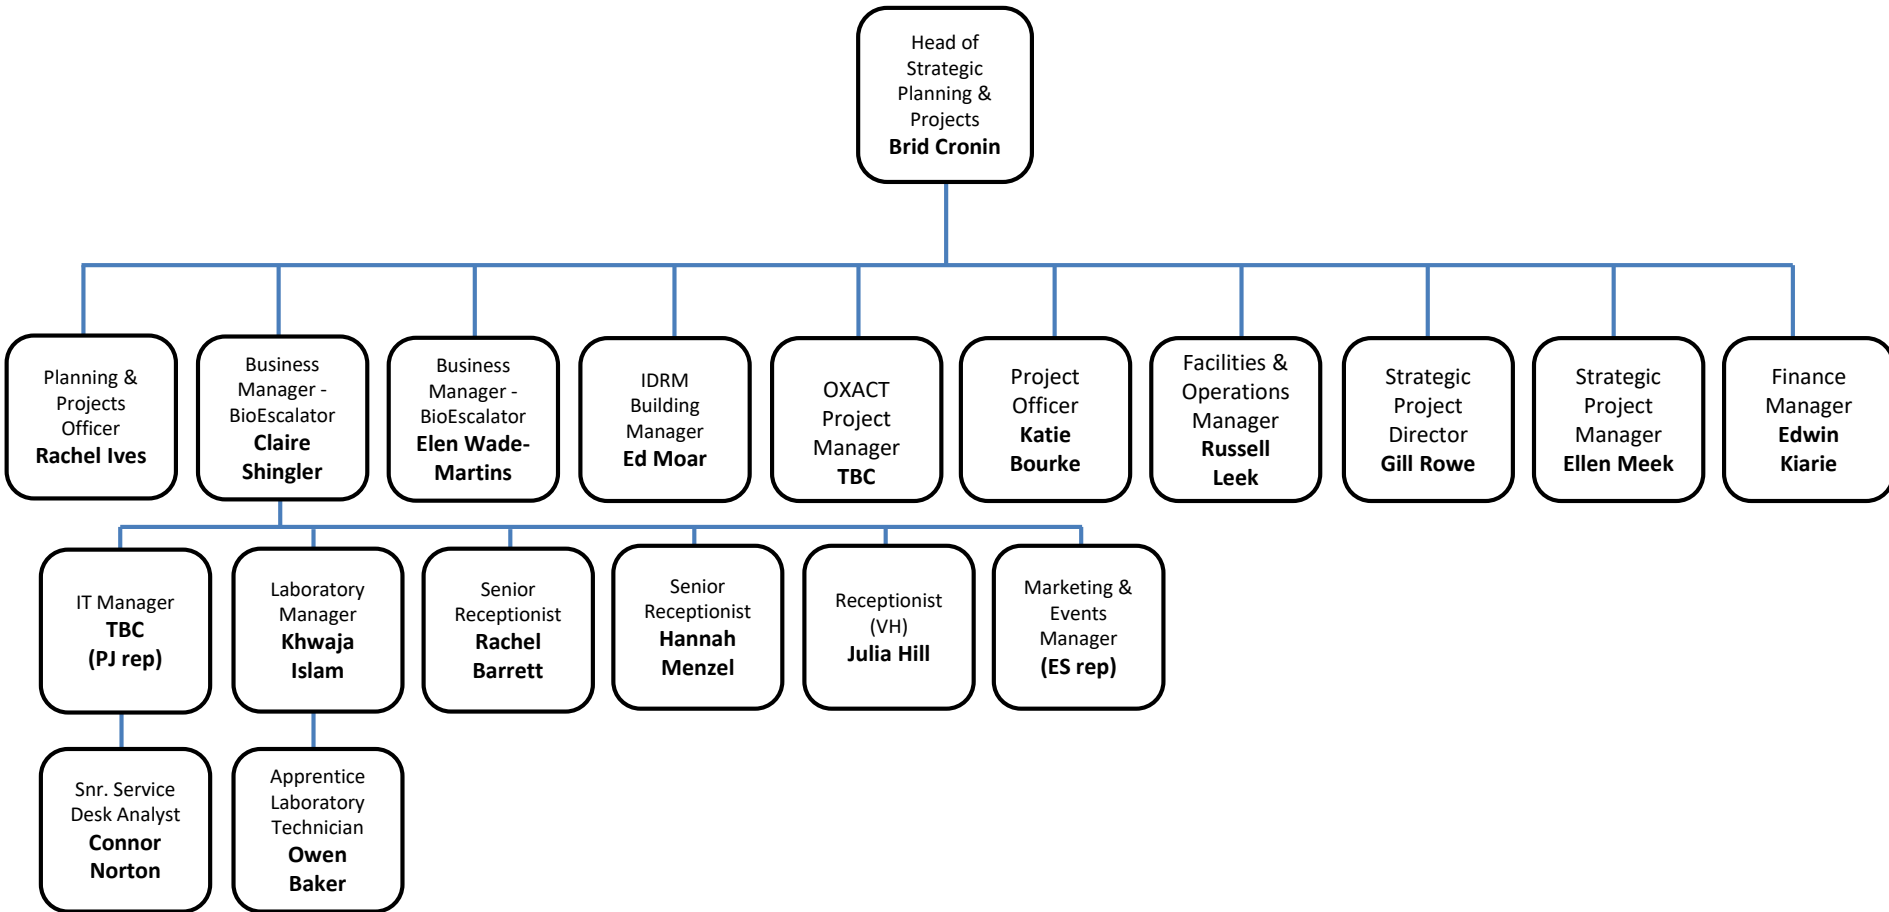 Head of
Strategic
Planning &
Projects
Brid Cronin
Planning &
Projects
Officer
Rachel Ives
Business
Manager -
BioEscalator
Claire
Shingler
Business
Manager -
BioEscalator
Elen Wade-
Martins
IDRM
Building
Manager
Ed Moar
OXACT
Project
Manager
TBC
Project
Officer
Katie
Bourke
Facilities &
Operations
Manager
Russell
Leek
Strategic
Project
Director
Gill Rowe
Strategic
Project
Manager
Ellen Meek
Finance
Manager
Edwin
Kiarie
IT Manager
TBC
(PJ rep)
Laboratory
Manager
Khwaja
Islam
Senior
Receptionist
Rachel
Barrett
Senior
Receptionist
Hannah
Menzel
Receptionist
(VH)
Julia Hill
Marketing &
Events
Manager
(ES rep)
Snr. Service
Desk Analyst
Connor
Norton
Apprentice
Laboratory
Technician
Owen
Baker